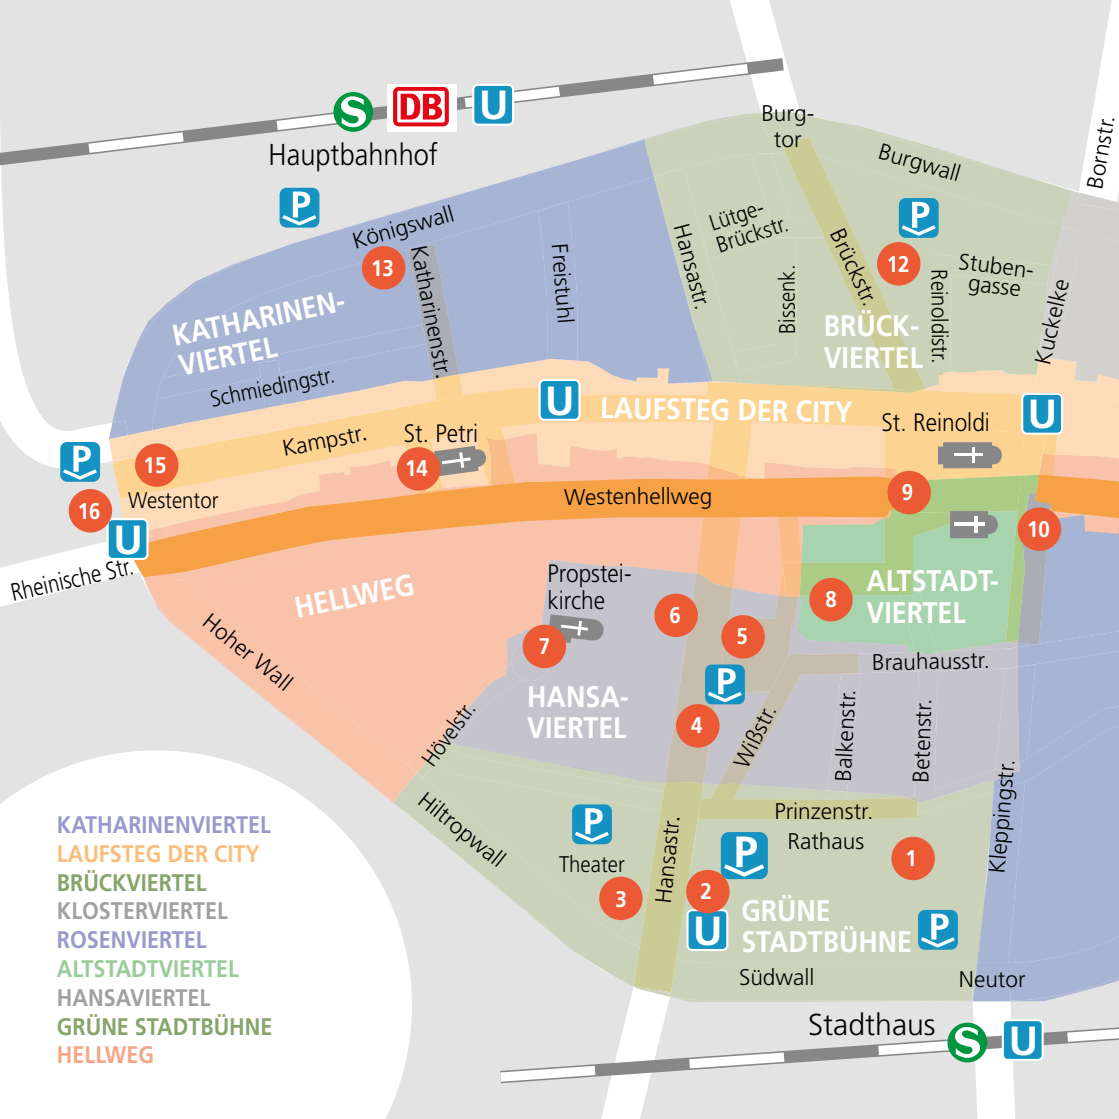 S
DB
U
Hauptbahnhof
P
Burg-
tor
Burgwall
Bornstr.
P
Königswall
13
Katharinenstr.
Freistuhl
Hansastr.
Lütge-
Brückstr.
Bissenk.
Brückstr.
12
Reinoldistr.
Stuben-
gasse
Kuckelke
KATHARINEN-
VIERTEL
BRÜCK-
VIERTEL
Schmiedingstr.
U
LAUFSTEG DER CITY
U
Kampstr.
St. Petri
14
St. Reinoldi
P
15
16
Westentor
U
Rheinische Str.
Westenhellweg
9
10
HELLWEG
Propstei-
kirche
7
6
5
8
ALTSTADT-
VIERTEL
Hoher Wall
Brauhausstr.
P
HANSA-
VIERTEL
4
Wißstr.
Balkenstr.
Betenstr.
Hövelstr.
Kleppingstr.
Hiltropwall
P
Theater
3
Hansastr.
Prinzenstr.
Rathaus
P
1
2
U
GRÜNE
STADTBÜHNE
P
Südwall
Neutor
Stadthaus
S
U
KATHARINENVIERTEL
LAUFSTEG DER CITY
BRÜCKVIERTEL
KLOSTERVIERTEL
ROSENVIERTEL
ALTSTADTVIERTEL
HANSAVIERTEL
GRÜNE STADTBÜHNE
HELLWEG